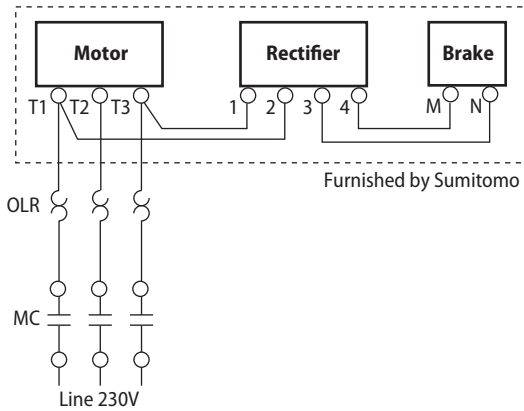 Motor Rectifier Brake
T1 T2 T3 1 2 3 4 M N
Furnished by Sumitomo
OLR
MC
Line 230V